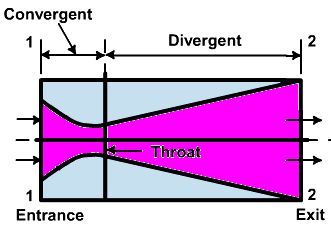 Convergent
1
Divergent
2
Throat
1
2
Entrance
Exit